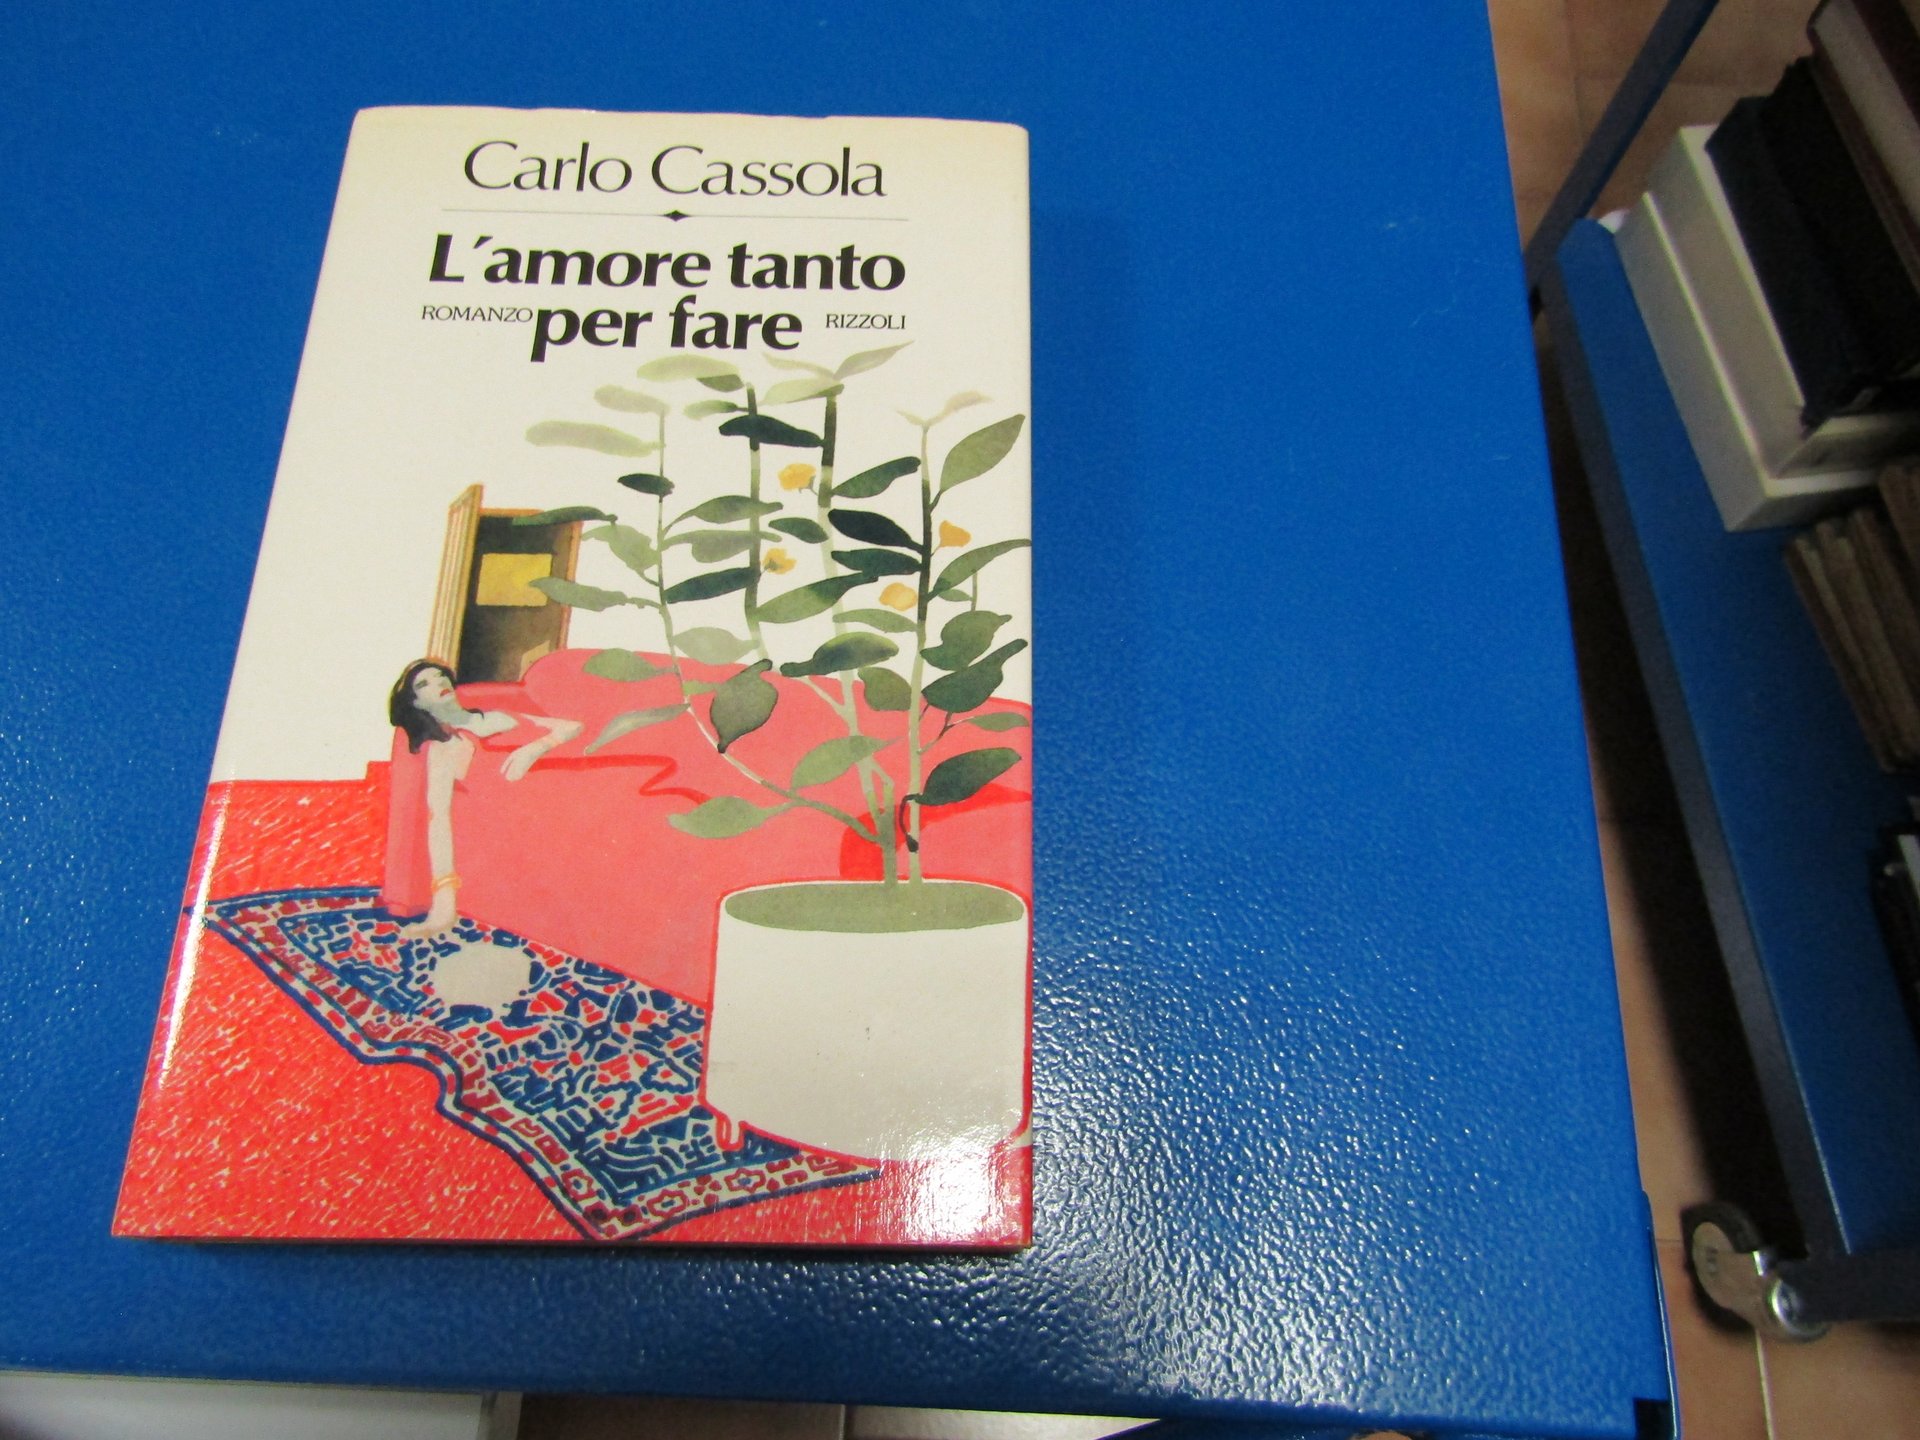 Carlo Cassola
L'amore tanto
ROMANZO per fare RIZZOLI